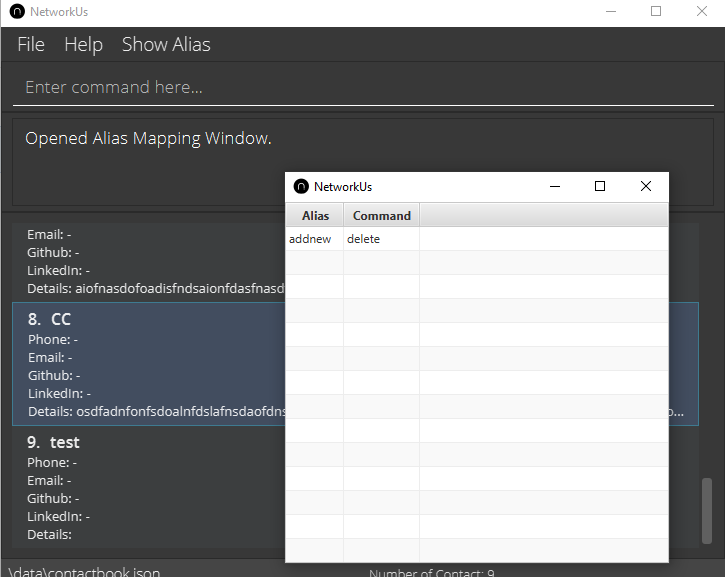 NetworkUs
File Help Show Alias
Enter command here...
Opened Alias Mapping Window.
Email: -
Github: -
LinkedIn: -
Details: aiofnasdofoadisfndsaionfdasfnasd
8. CC
Phone: -
Email: -
Github: -
LinkedIn: -
Details: osdfadnfonfsdoalnfdslafnsdaofdns
o...
9. test
Phone: -
Email: -
Github: -
LinkedIn: -
Details:
\data\contactbook.json
Number of Contact: 9
NetworkUs
Alias Command
addnew delete